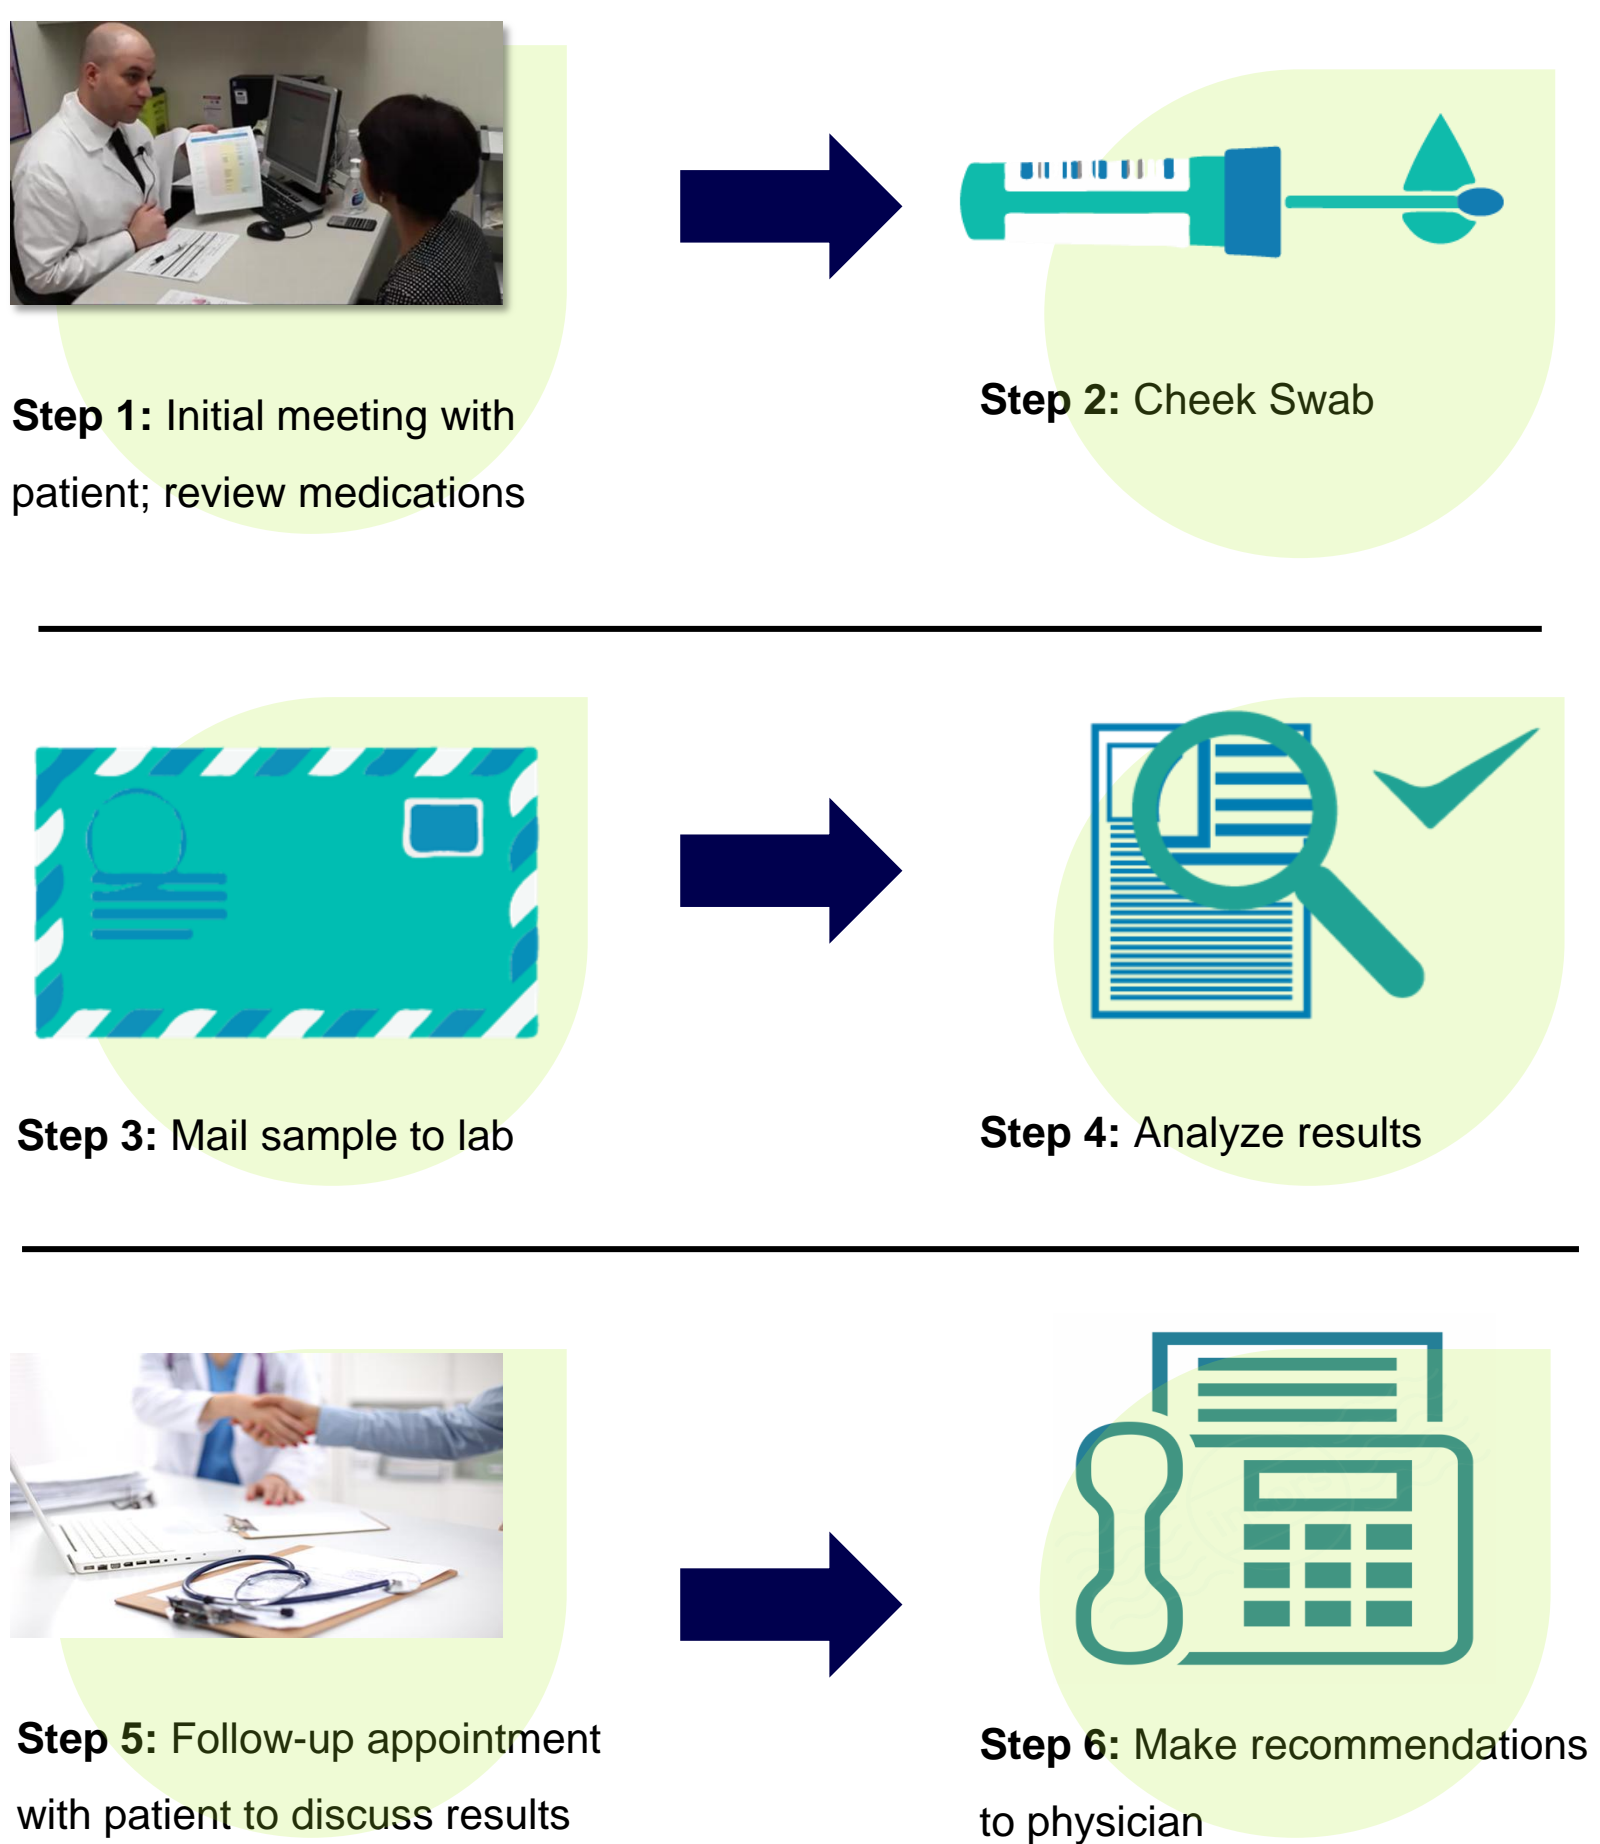 Step 1: Initial meeting with
patient; review medications
Step 2: Cheek Swab
Step 3: Mail sample to lab
Step 4: Analyze results
Step 5: Follow-up appointment
with patient to discuss results
Step 6: Make recommendations
to physician